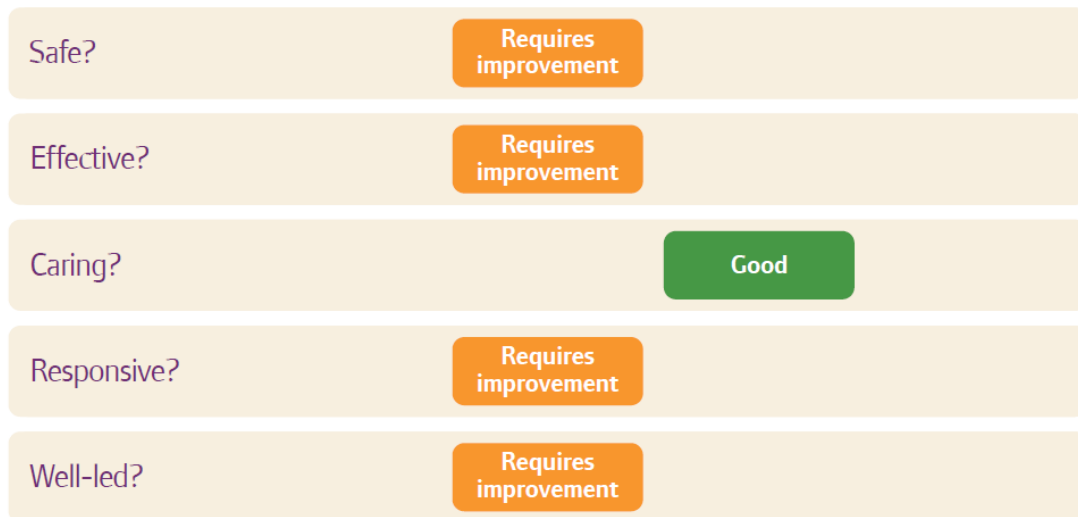 Safe?
Requires
improvement
Effective?
Requires
improvement
Caring?
Good
Responsive?
Requires
improvement
Well-led?
Requires
improvement